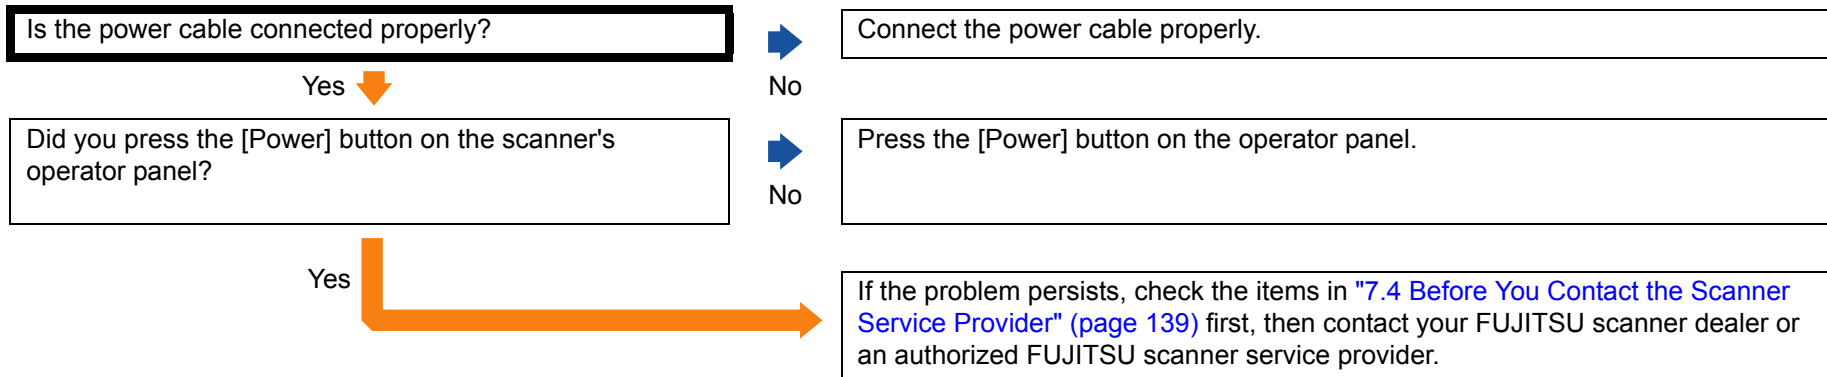 Is the power cable connected properly?
Connect the power cable properly.
Yes
No
Did you press the [Power] button on the scanner's
operator panel?
Press the [Power] button on the operator panel.
No
Yes
If the problem persists, check the items in "7.4 Before You Contact the Scanner
Service Provider" (page 139) first, then contact your FUJITSU scanner dealer or
an authorized FUJITSU scanner service provider.